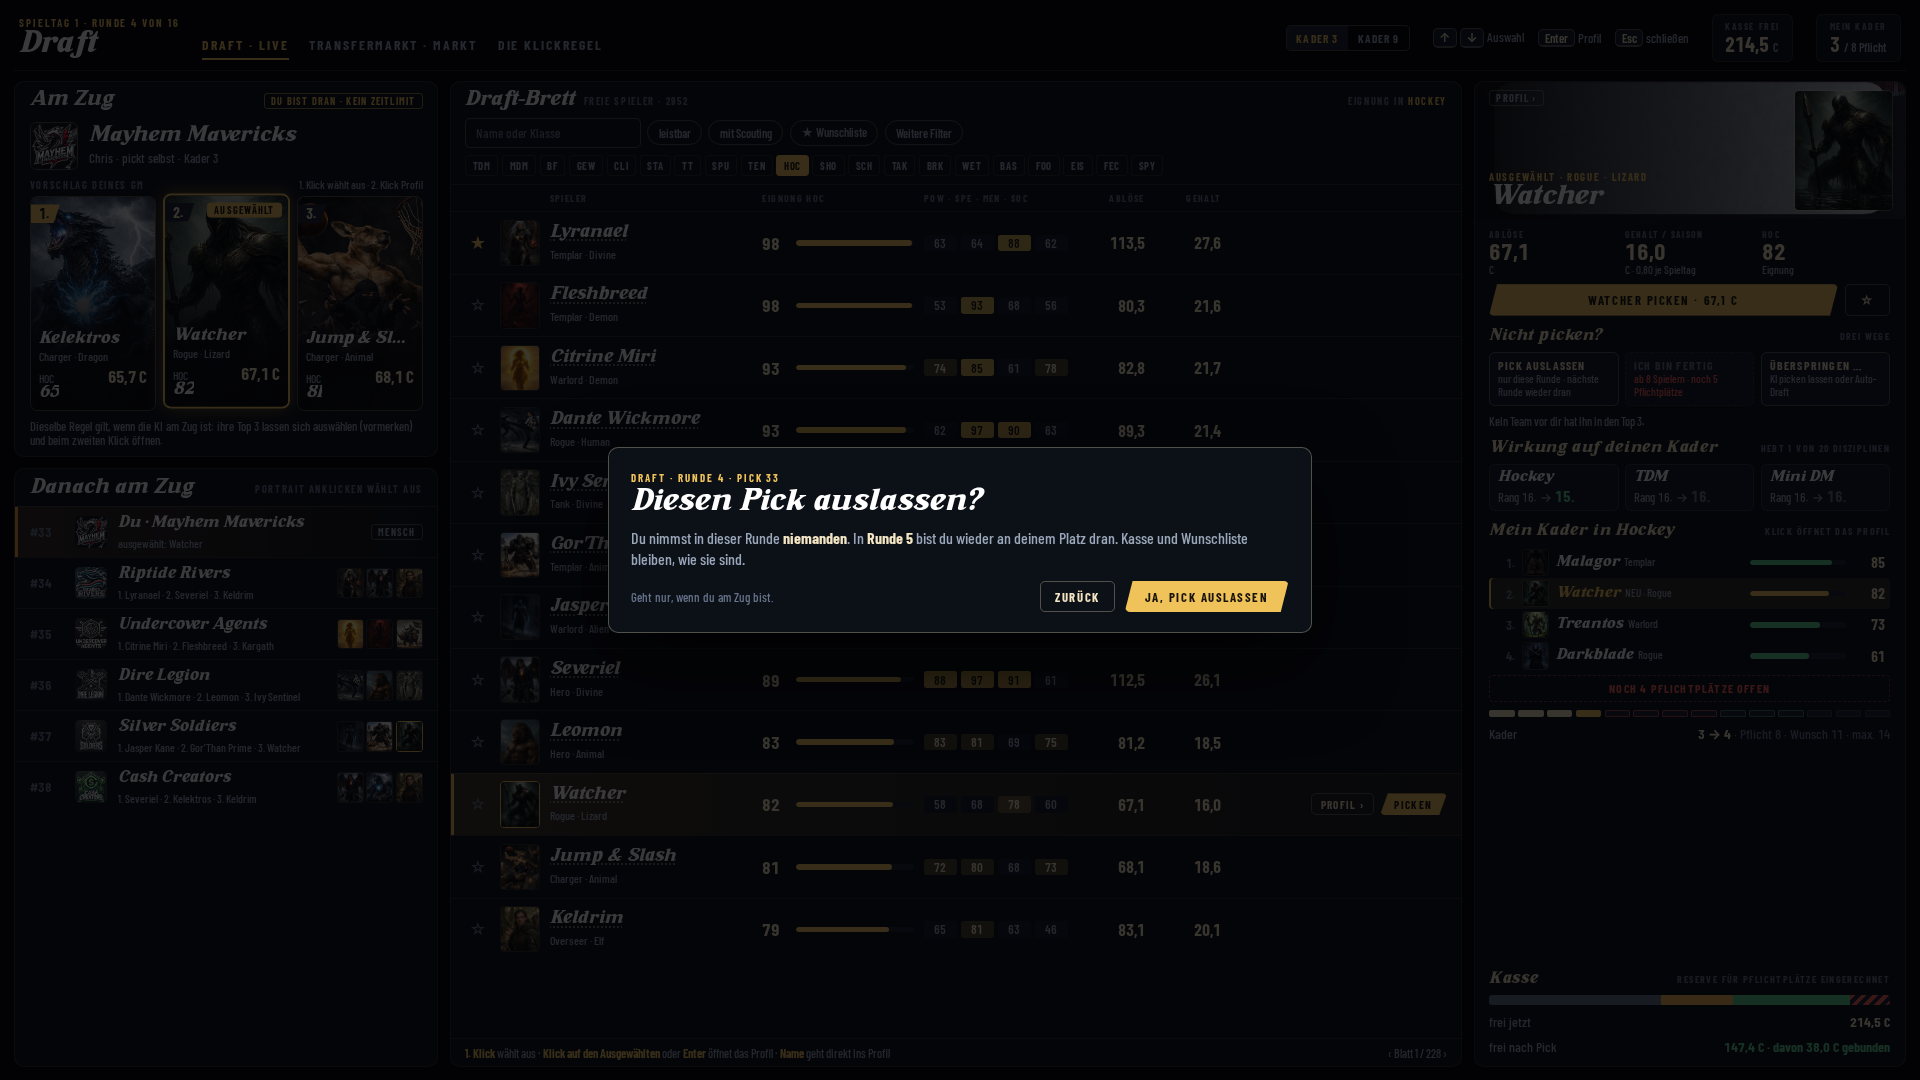 SPIELTAG 1 · RUNDE 4 VON 16
Draft
DRAFT · LIVE
TRANSFERMARKT · MARKT
DIE KLICKREGEL
KADER 3
KADER 9
↑ ↓ Auswahl
Enter Profil
Esc schließen
KASSE FREI
214,5 C
MEIN KADER
3 / 8 Pflicht
Am Zug
DU BIST DRAN · KEIN ZEITLIMIT
Mayhem Mavericks
Chris · pickt selbst · Kader 3
VORSCHLAG DEINES GM
1. Klick wählt aus · 2. Klick Profil
1.
Kelektros
Charger · Dragon
HOC
65
65,7 C
2.
AUSGEWÄHLT
Watcher
Rogue · Lizard
HOC
82
67,1 C
3.
Jump & Sl...
Charger · Animal
HOC
81
68,1 C
Dieselbe Regel gilt, wenn die KI am Zug ist: ihre Top 3 lassen sich auswählen (vormerken)
und beim zweiten Klick öffnen.
Danach am Zug
PORTRAIT ANKLICKEN WÄHLT AUS
#33
Du · Mayhem Mavericks
ausgewählt: Watcher
MENSCH
#34
Riptide Rivers
1. Lyranael · 2. Severiel · 3. Keldrim
#35
Undercover Agents
1. Citrine Miri · 2. Fleshbreed · 3. Kargath
#36
Dire Legion
1. Dante Wickmore · 2. Leomon · 3. Ivy Sentinel
#37
Silver Soldiers
1. Jasper Kane · 2. Gor'Than Prime · 3. Watcher
#38
Cash Creators
1. Severiel · 2. Kelektros · 3. Keldrim
Draft-Brett
FREIE SPIELER · 2952
EIGNUNG IN HOCKEY
Name oder Klasse
leistbar
mit Scouting
★ Wunschliste
Weitere Filter
TDM MDM BF GEW CLI STA TT SPU TEN HOC SHO SCH TAK BRK WET BAS FOO EIS FEC SPY
SPIELER EIGNUNG HOC POW · SPE · MEN · SOC ABLÖSE GEHALT
★ Lyranael 98 63 64 88 62 113,5 27,6
Templar · Divine
☆ Fleshbreed 98 53 93 68 56 80,3 21,6
Templar · Demon
☆ Citrine Miri 93 74 85 61 78 82,8 21,7
Warlord · Demon
☆ Dante Wickmore 93 62 97 90 63 89,3 21,4
Rogue · Human
☆ Ivy Sen
Tank · Divin
☆ Gor'Th
Templar · Anim
☆ Jasper
Warlord · Alien
☆ Severiel 89 88 97 91 61 112,5 26,1
Hero · Divine
☆ Leomon 83 83 81 69 75 81,2 18,5
Hero · Animal
☆ Watcher 82 58 68 78 60 67,1 16,0 PROFIL › PICKEN
Rogue · Lizard
☆ Jump & Slash 81 72 80 68 73 68,1 18,6
Charger · Animal
☆ Keldrim 79 65 81 63 46 83,1 20,1
Overseer · Elf
1. Klick wählt aus · Klick auf den Ausgewählten oder Enter öffnet das Profil · Name geht direkt ins Profil
‹ Blatt 1 / 228 ›
DRAFT · RUNDE 4 · PICK 33
Diesen Pick auslassen?
Du nimmst in dieser Runde niemanden. In Runde 5 bist du wieder an deinem Platz dran. Kasse und Wunschliste
bleiben, wie sie sind.
Geht nur, wenn du am Zug bist.
ZURÜCK
JA, PICK AUSLASSEN
PROFIL ›
AUSGEWÄHLT · ROGUE · LIZARD
Watcher
ABLÖSE
67,1
C
GEHALT / SAISON
16,0
C · 0,80 je Spieltag
HOC
82
Eignung
WATCHER PICKEN · 67,1 C
☆
Nicht picken?
DREI WEGE
PICK AUSLASSEN
nur diese Runde · nächste
Runde wieder dran
ICH BIN FERTIG
ab 8 Spielern · noch 5
Pflichtplätze
ÜBERSPRINGEN ...
KI picken lassen oder Auto-
Draft
Kein Team vor dir hat ihn in den Top 3.
Wirkung auf deinen Kader
HEBT 1 VON 20 DISZIPLINEN
Hockey
Rang 16. → 15.
TDM
Rang 16. → 16.
Mini DM
Rang 16. → 16.
Mein Kader in Hockey
KLICK ÖFFNET DAS PROFIL
1. Malagor Templar 85
2. Watcher NEU · Rogue 82
3. Treantos Warlord 73
4. Darkblade Rogue 61
NOCH 4 PFLICHTPLÄTZE OFFEN
Kader
3 → 4 · Pflicht 8 · Wunsch 11 · max. 14
Kasse
RESERVE FÜR PFLICHTPLÄTZE EINGERECHNET
frei jetzt
214,5 C
frei nach Pick
147,4 C · davon 38,0 C gebunden